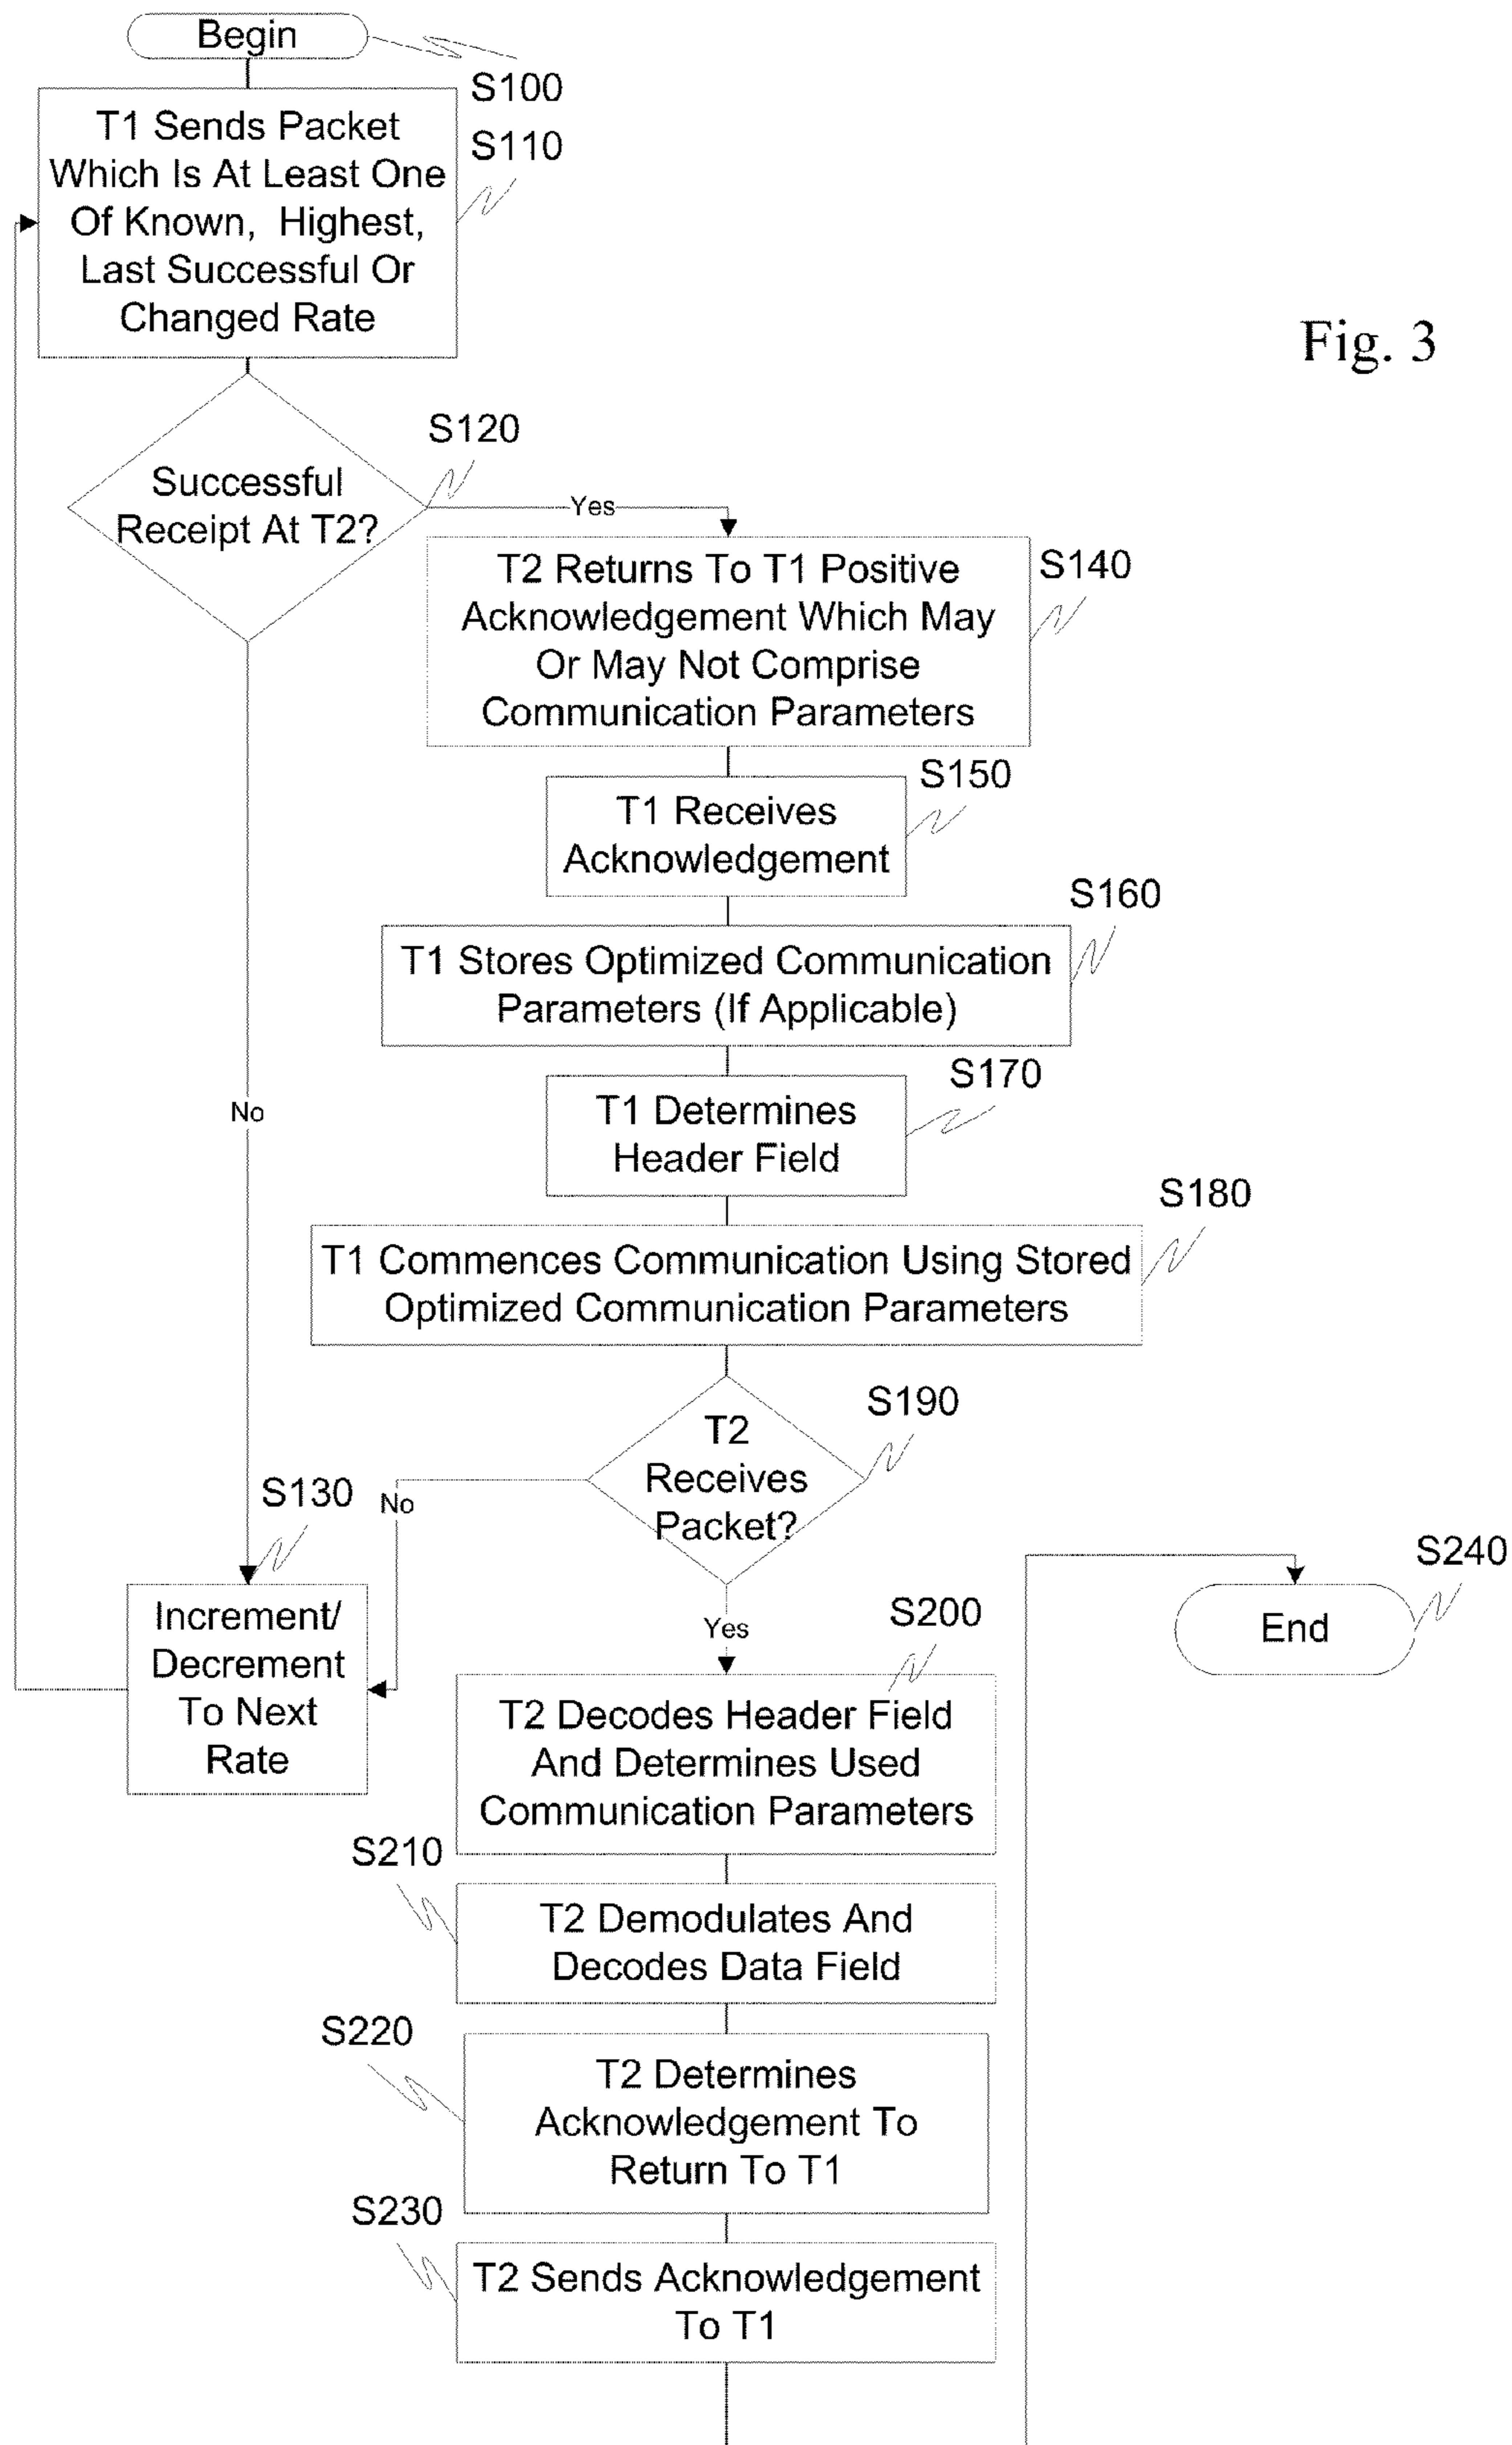 Begin
S100
T1 Sends Packet
Which Is At Least One
Of Known, Highest,
Last Successful Or
Changed Rate
S110
Fig. 3
Successful
Receipt At T2?
S120
Yes
T2 Returns To T1 Positive
Acknowledgement Which May
Or May Not Comprise
Communication Parameters
S140
T1 Receives
Acknowledgement
S150
T1 Stores Optimized Communication
Parameters (If Applicable)
S160
T1 Determines
Header Field
S170
No
T1 Commences Communication Using Stored
Optimized Communication Parameters
S180
T2
Receives
Packet?
S190
No
S130
Increment/
Decrement
To Next
Rate
Yes
S200
T2 Decodes Header Field
And Determines Used
Communication Parameters
S240
End
S210
T2 Demodulates And
Decodes Data Field
S220
T2 Determines
Acknowledgement To
Return To T1
S230
T2 Sends Acknowledgement
To T1